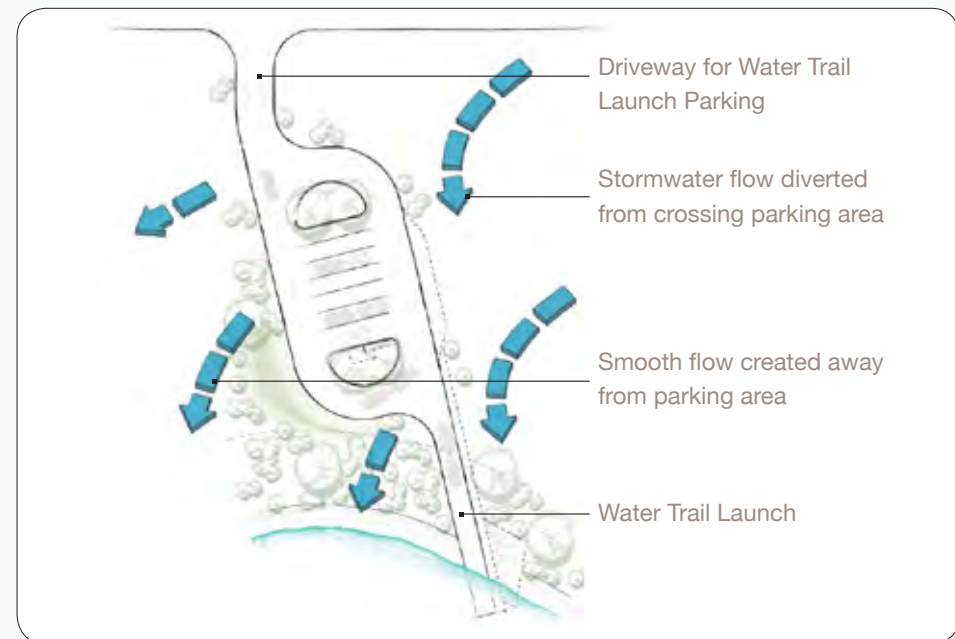 Driveway for Water Trail
Launch Parking
Stormwater flow diverted
from crossing parking area
Smooth flow created away
from parking area
Water Trail Launch